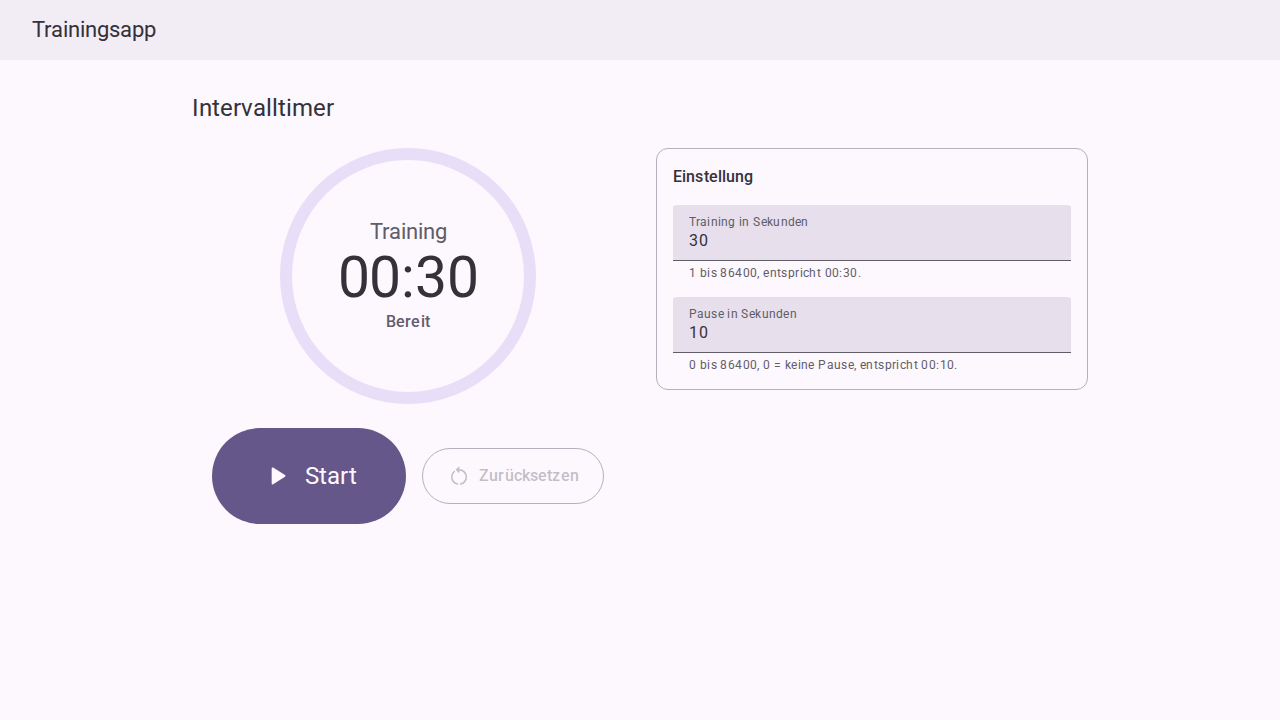 Trainingsapp
Intervalltimer
Training
00:30
Bereit
Start
Zurücksetzen
Einstellung
Training in Sekunden
30
1 bis 86400, entspricht 00:30.
Pause in Sekunden
10
0 bis 86400, 0 = keine Pause, entspricht 00:10.